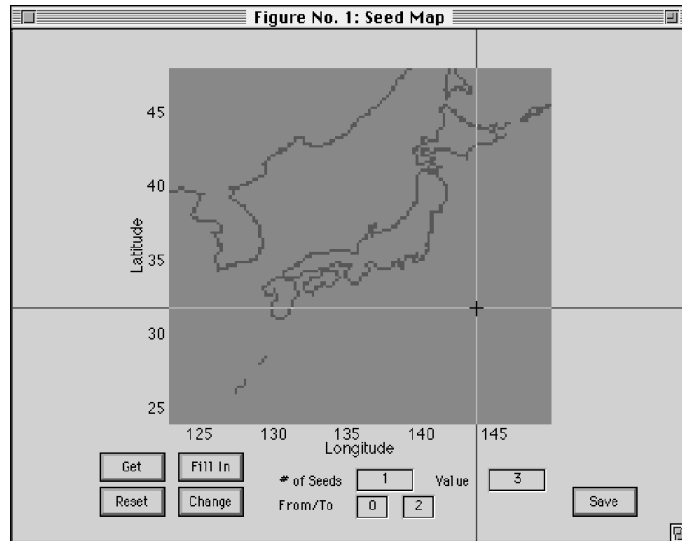 Figure No. 1: Seed Map
45
40
35
30
25
Latitude
125 130 135 140 145
Longitude
Get Fill In
# of Seeds 1 Value 3
Reset Change
From/To 0 2
Save